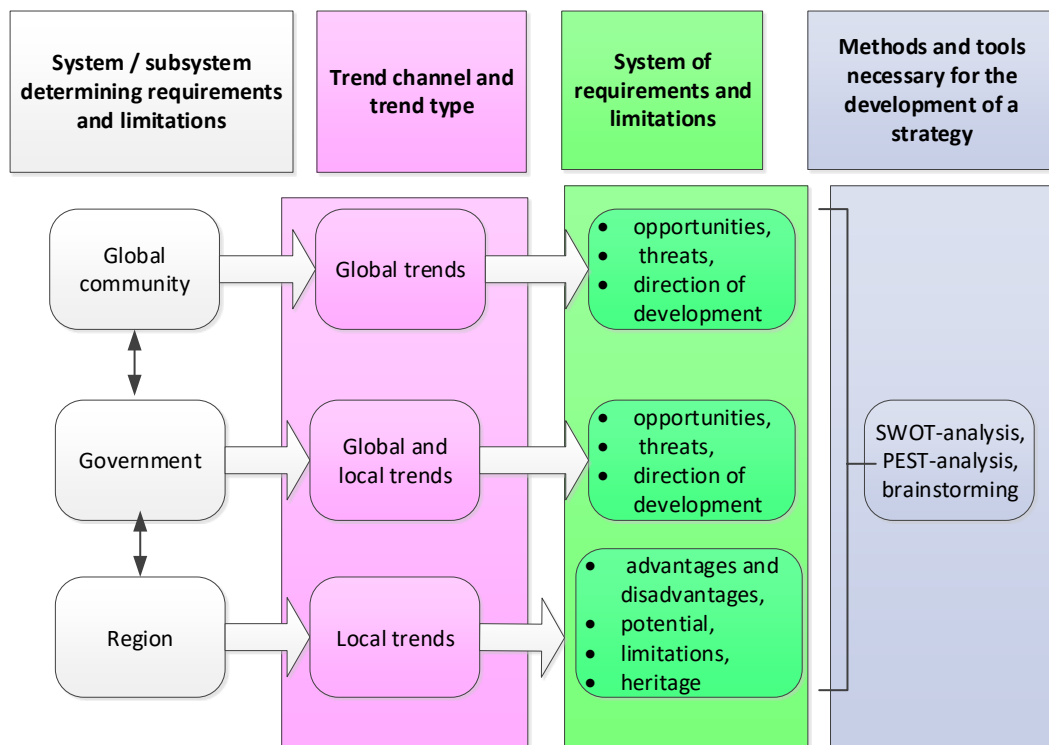 System / subsystem
determining requirements
and limitations
Trend channel and
trend type
System of
requirements and
limitations
Methods and tools
necessary for the
development of a
strategy
Global
community
Global trends
• opportunities,
• threats,
• direction of
development
Government
Global and
local trends
• opportunities,
• threats,
• direction of
development
SWOT-analysis,
PEST-analysis,
brainstorming
Region
Local trends
• advantages and
disadvantages,
• potential,
• limitations,
• heritage